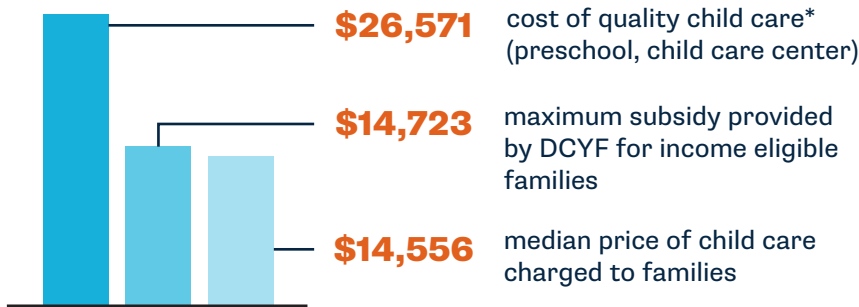 $26,571
cost of quality child care*
(preschool, child care center)
$14,723
maximum subsidy provided
by DCYF for income eligible
families
$14,556
median price of child care
charged to families